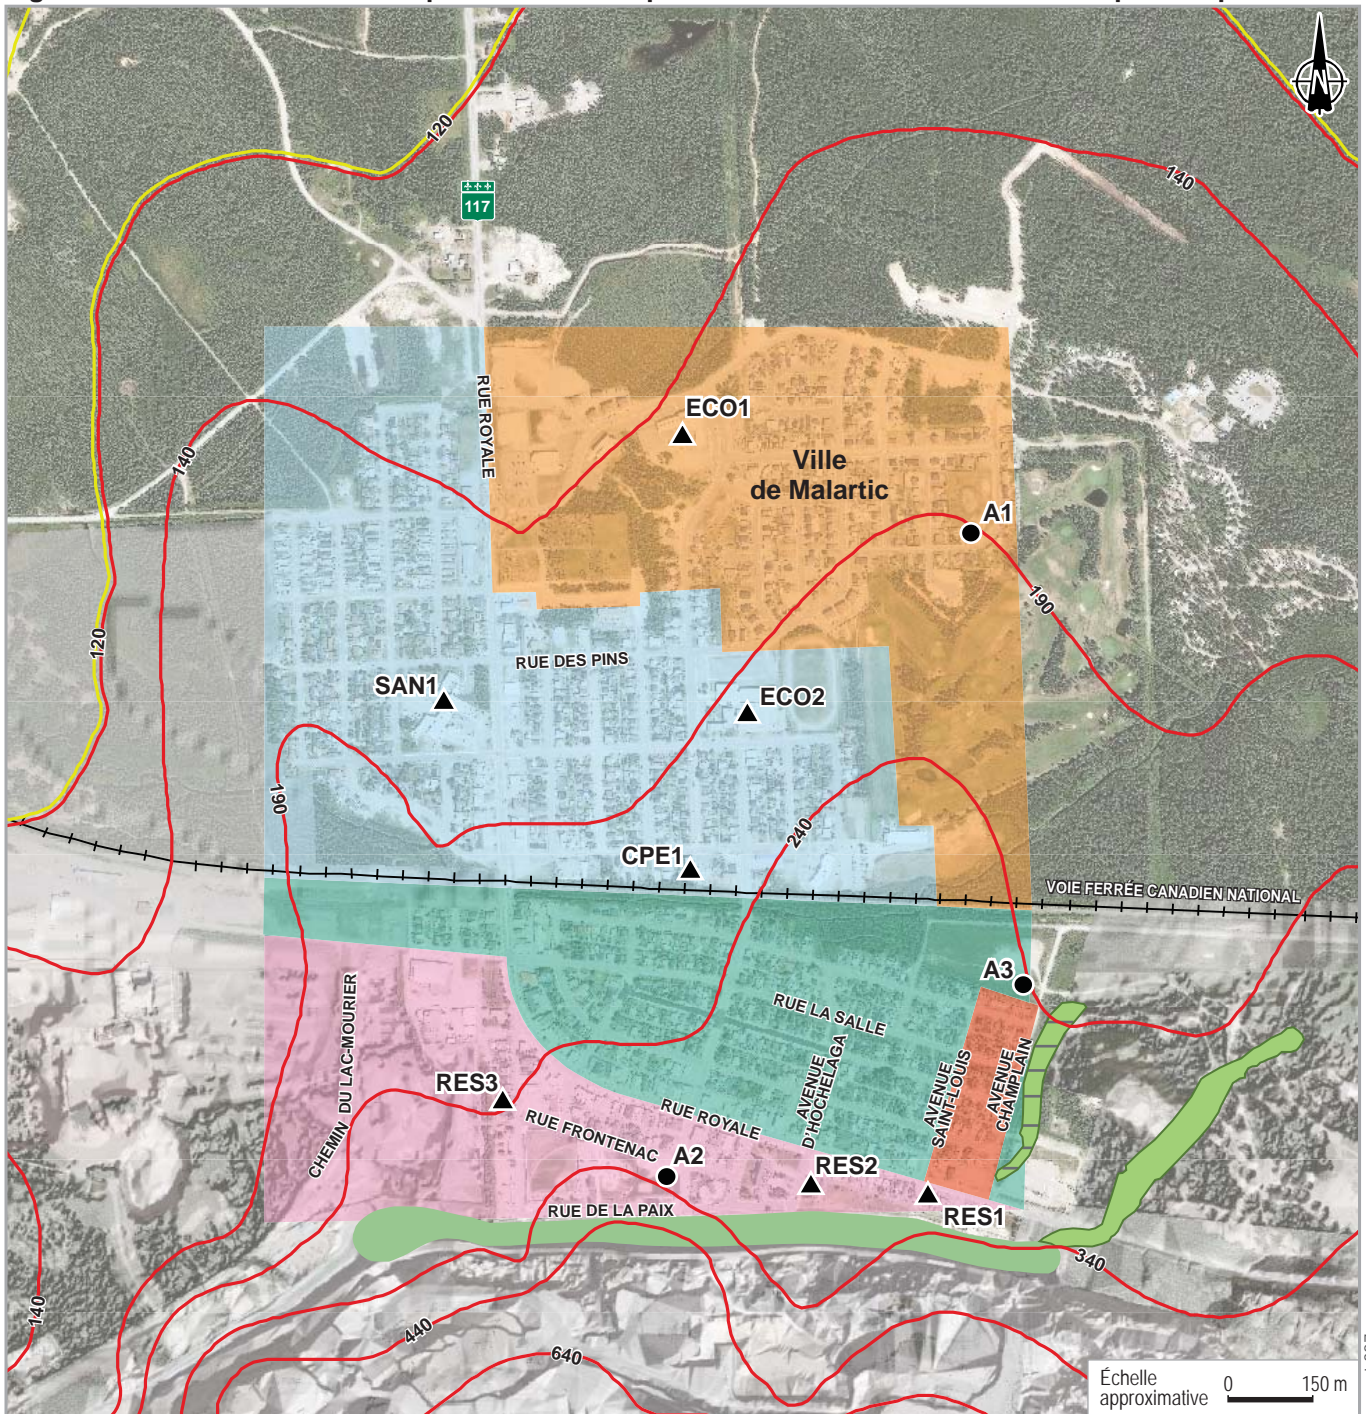 N
120
117
140
RUE ROYALE
ECO1
Ville
de Malartic
140
A1
190
120
RUE DES PINS
SAN1
ECO2
190
240
CPE1
VOIE FERRÉE CANADIEN NATIONAL
A3
CHEMIN DU LAC-MOURIER
RUE LA SALLE
AVENUE
D'HOCHELAGA
AVENUE
SAINT-LOUIS
AVENUE
CHAMPLAIN
RES3
RUE FRONTENAC
RUE ROYALE
A2
RES2
RES1
RUE DE LA PAIX
340
140
440
640
Échelle
approximative
0 150 m